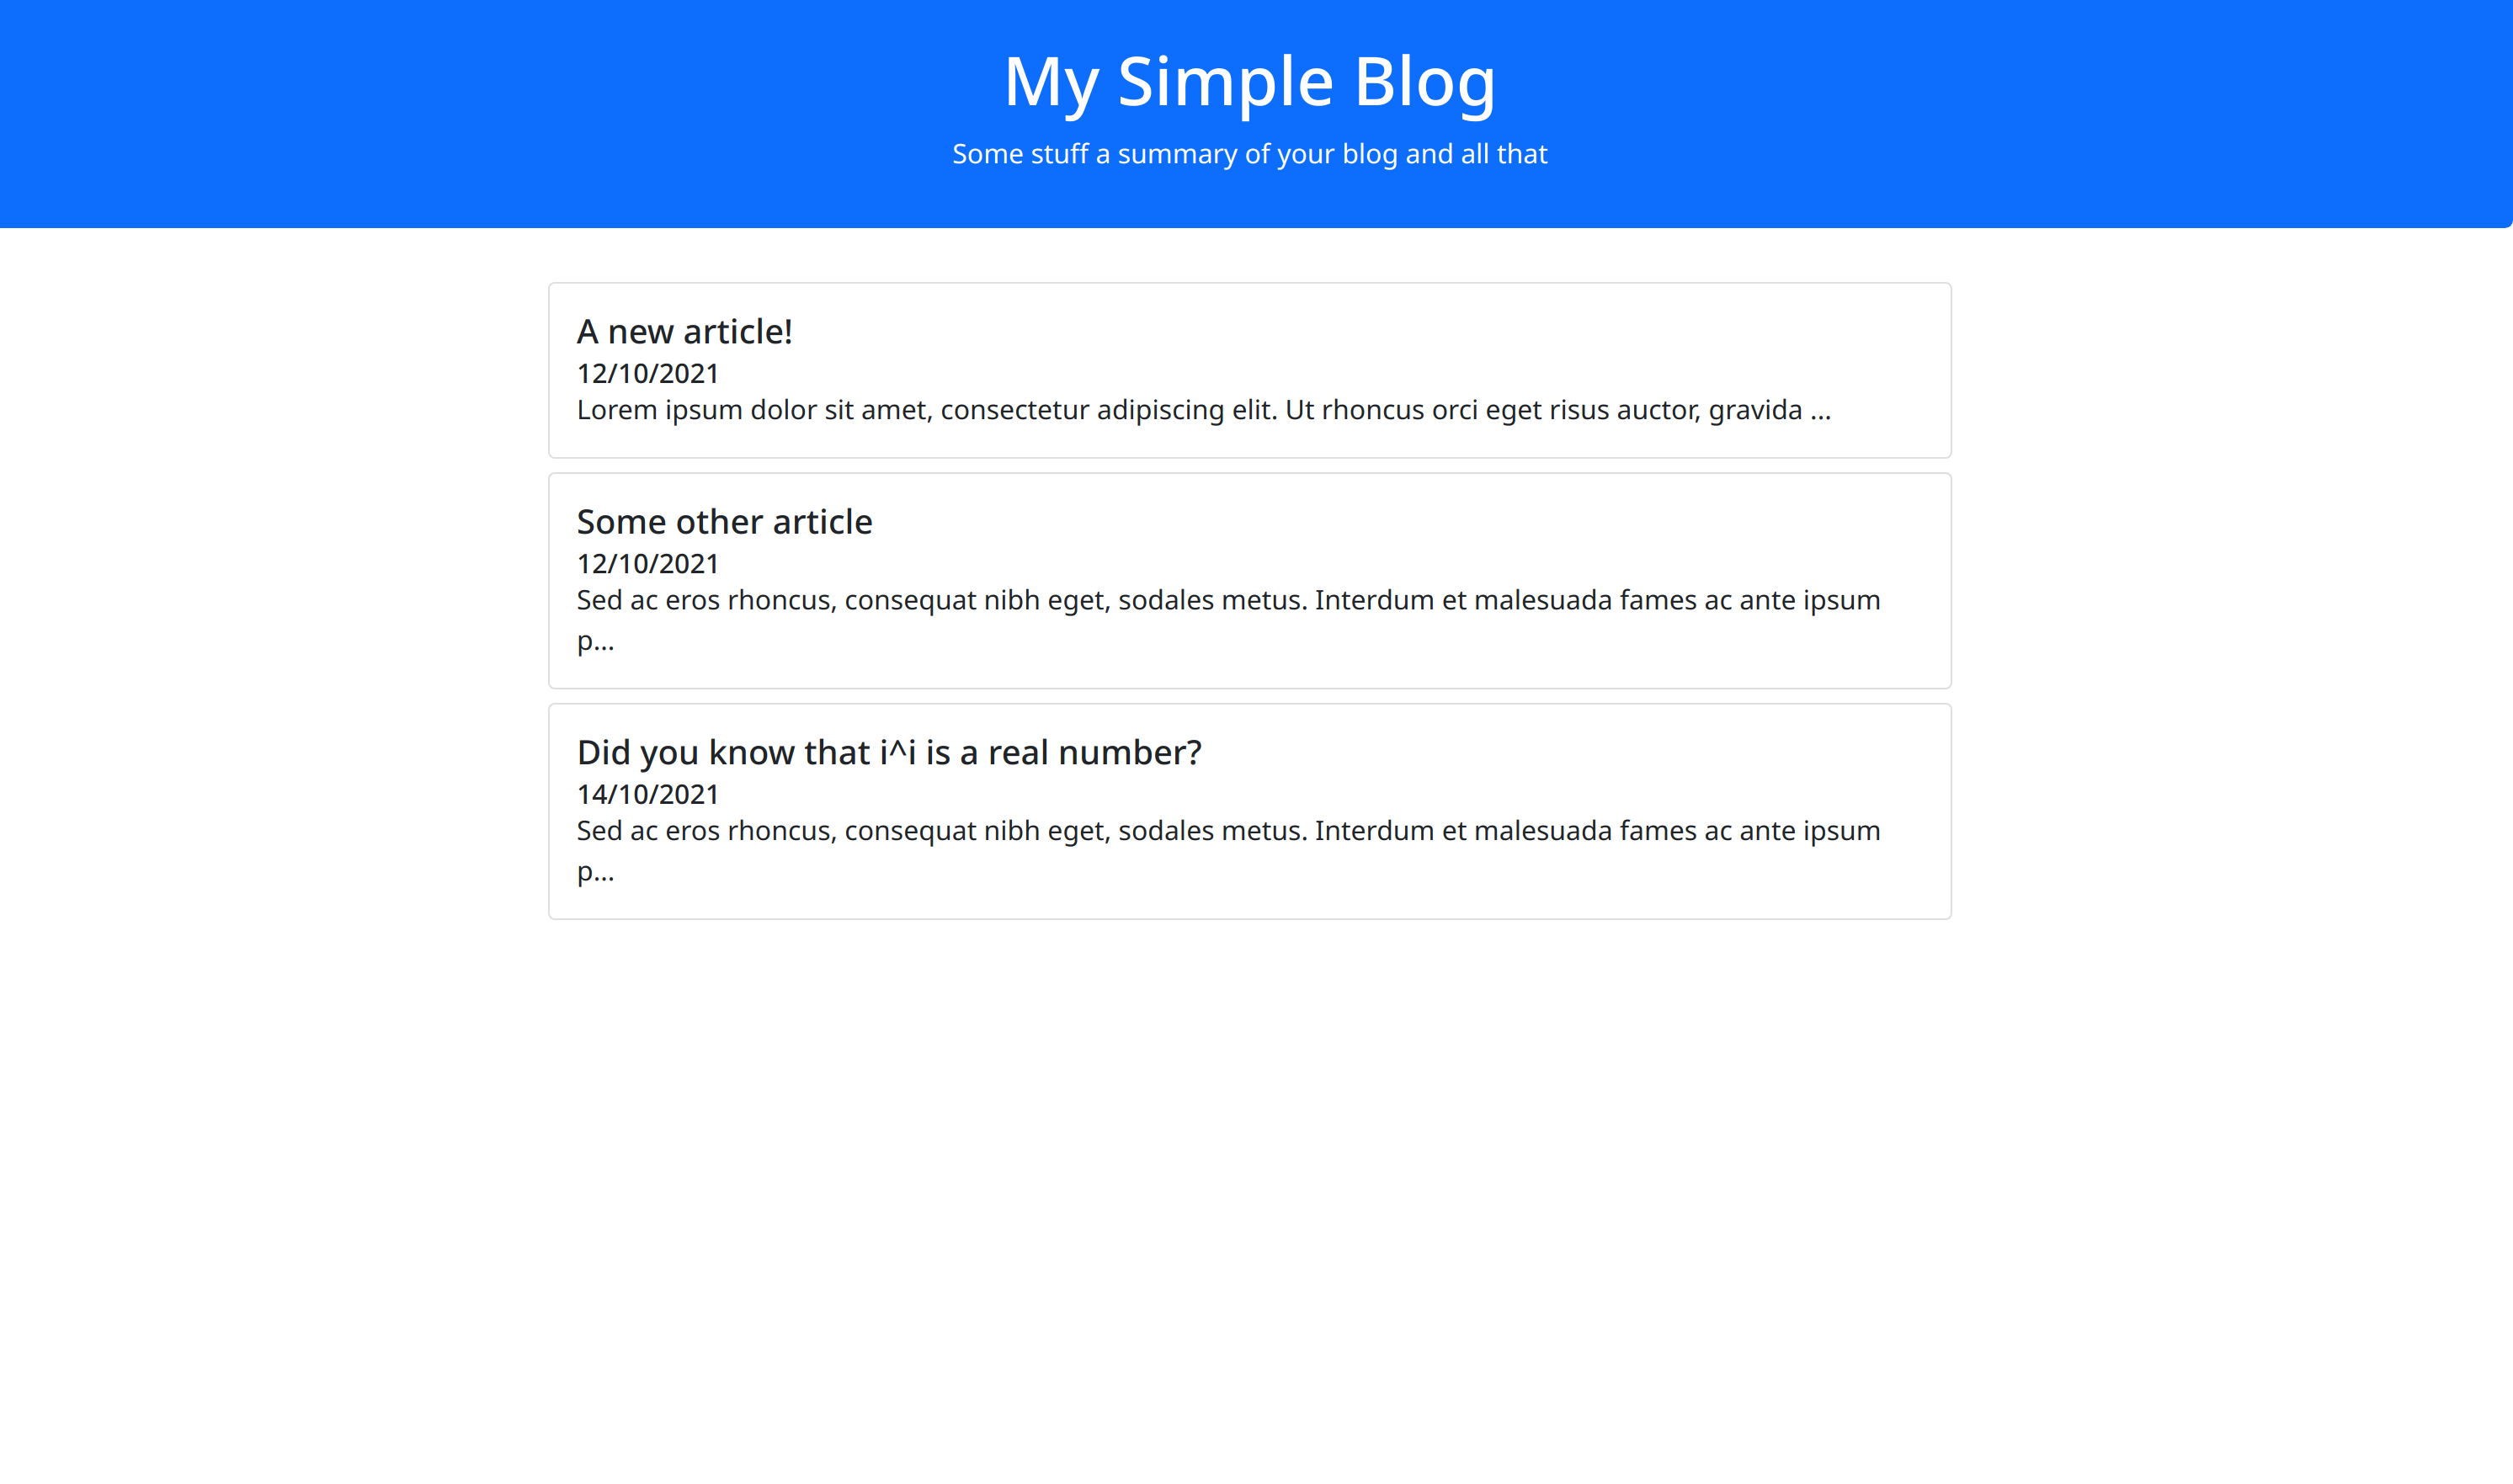 My Simple Blog
Some stuff a summary of your blog and all that
A new article!
12/10/2021
Lorem ipsum dolor sit amet, consectetur adipiscing elit. Ut rhoncus orci eget risus auctor, gravida ...
Some other article
12/10/2021
Sed ac eros rhoncus, consequat nibh eget, sodales metus. Interdum et malesuada fames ac ante ipsum
p...
Did you know that i^i is a real number?
14/10/2021
Sed ac eros rhoncus, consequat nibh eget, sodales metus. Interdum et malesuada fames ac ante ipsum
p...